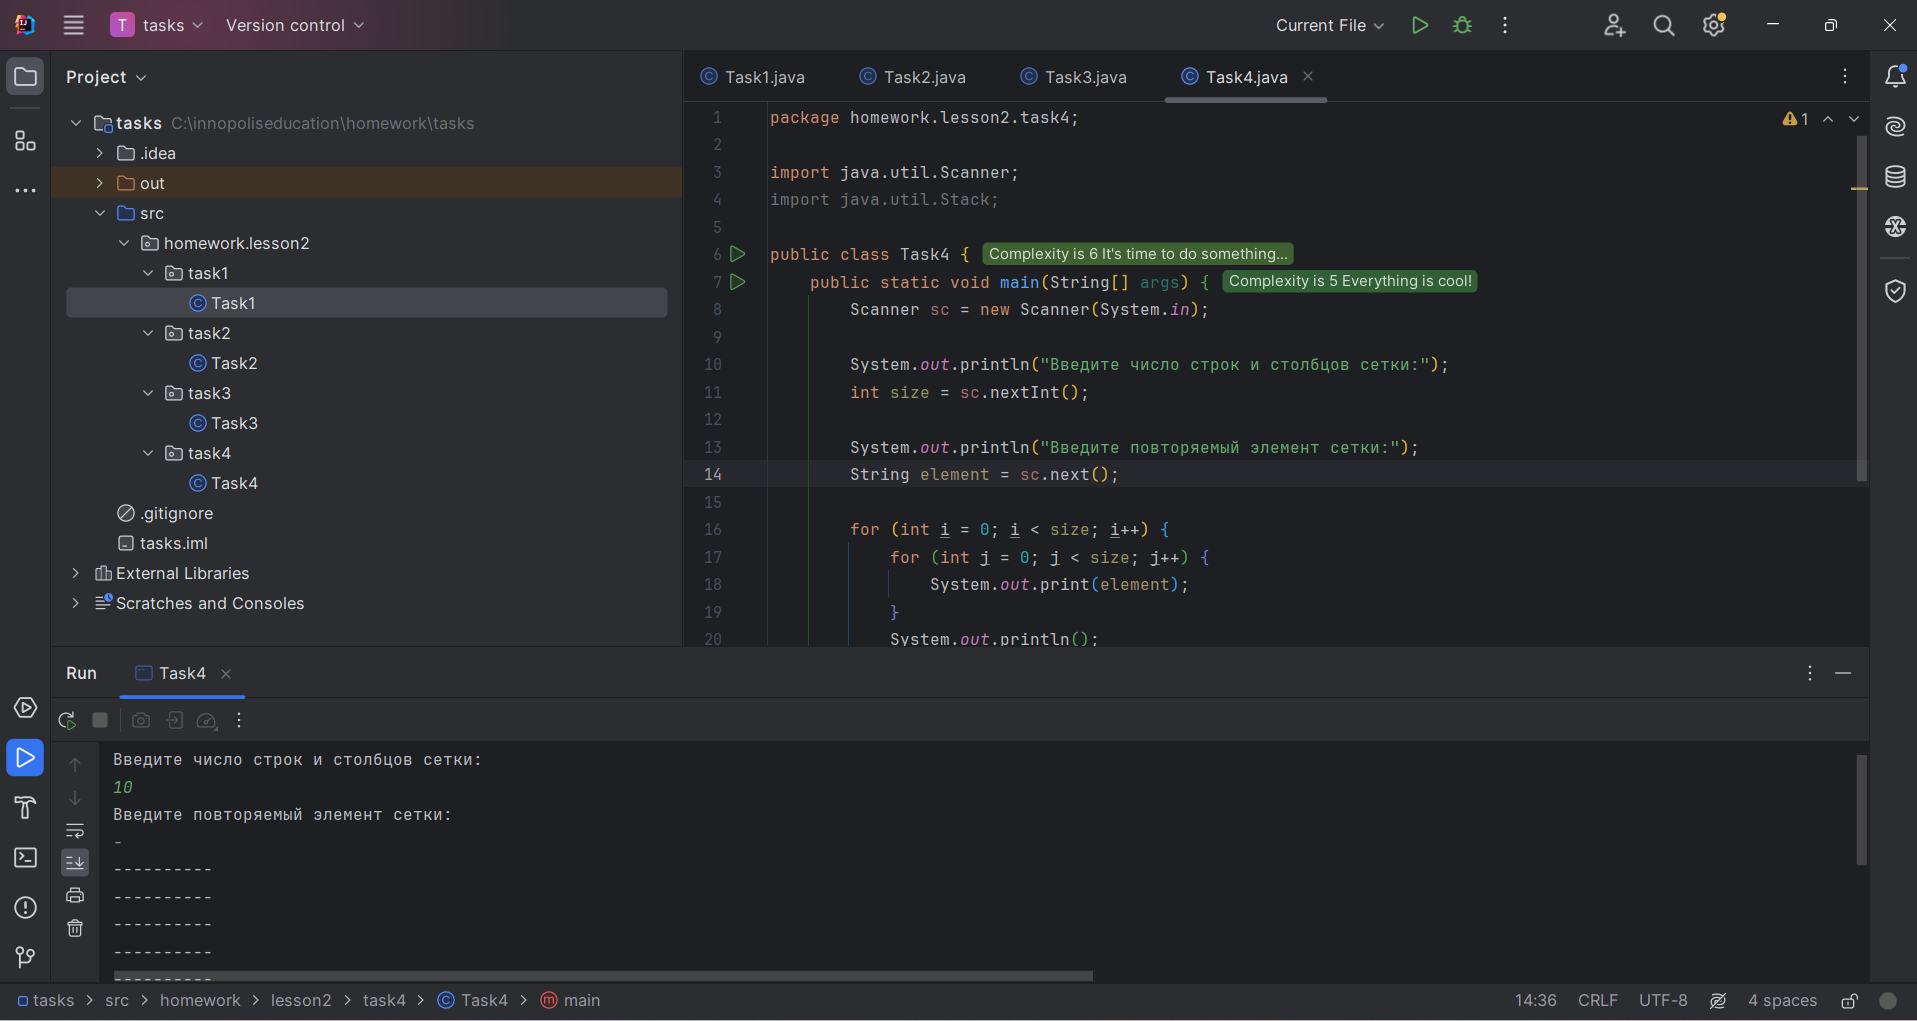 T tasks Version control Current File
Project
tasks C:\innopoliseducation\homework\tasks
.idea
out
src
homework.lesson2
task1
Task1
task2
Task2
task3
Task3
task4
Task4
.gitignore
tasks.iml
External Libraries
Scratches and Consoles
Task1.java Task2.java Task3.java Task4.java
1 package homework.lesson2.task4;
2
3 import java.util.Scanner;
4 import java.util.Stack;
5
6 public class Task4 { Complexity is 6 It's time to do something...
7 public static void main(String[] args) { Complexity is 5 Everything is cool!
8 Scanner sc = new Scanner(System.in);
9
10 System.out.println("Введите число строк и столбцов сетки:");
11 int size = sc.nextInt();
12
13 System.out.println("Введите повторяемый элемент сетки:");
14 String element = sc.next();
15
16 for (int i = 0; i < size; i++) {
17 for (int j = 0; j < size; j++) {
18 System.out.print(element);
19 }
20 System.out.println();
1
Run Task4
Введите число строк и столбцов сетки:
10
Введите повторяемый элемент сетки:
-
----------
----------
----------
----------
----------
tasks > src > homework > lesson2 > task4 > Task4 > main
14:36 CRLF UTF-8 4 spaces